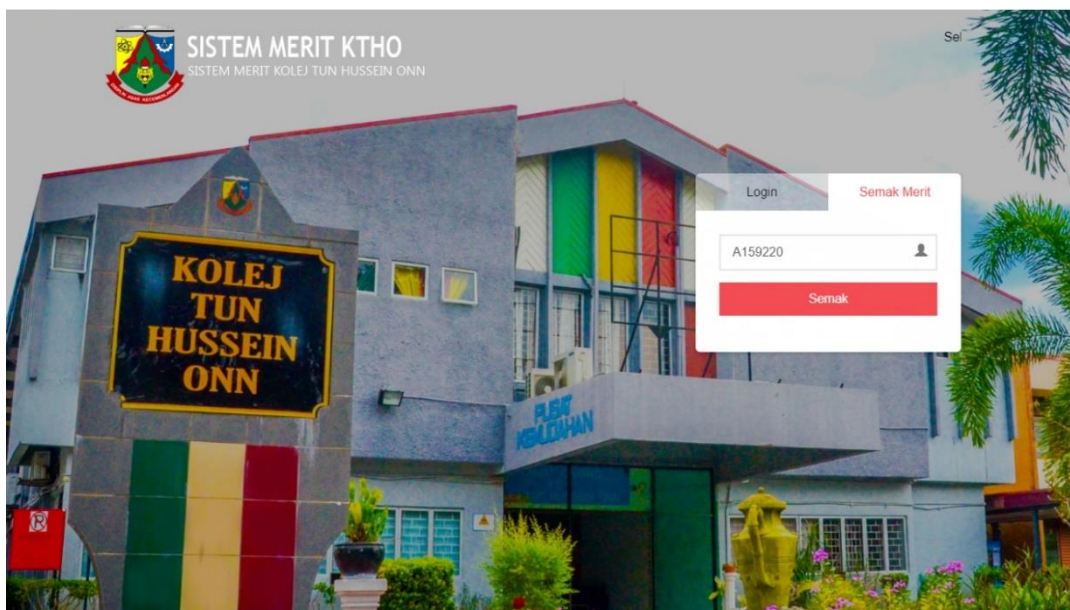 SISTEM MERIT KTHO
SISTEM MERIT KOLEJ TUN HUSSEIN ONN
Sel
Login
Semak Merit
A159220
Semak
KOLEJ
TUN
HUSSEIN
ONN
PUSAT
KEMUDAHAN